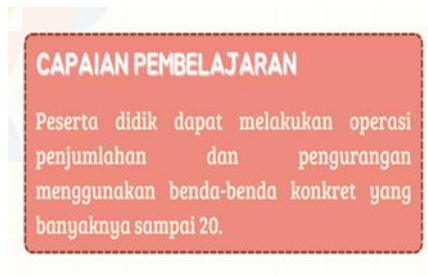 CAPAIAN PEMBELAJARAN
Peserta didik dapat melakukan operasi
penjumlahan dan pengurangan
menggunakan benda-benda konkret yang
banyaknya sampai 20.